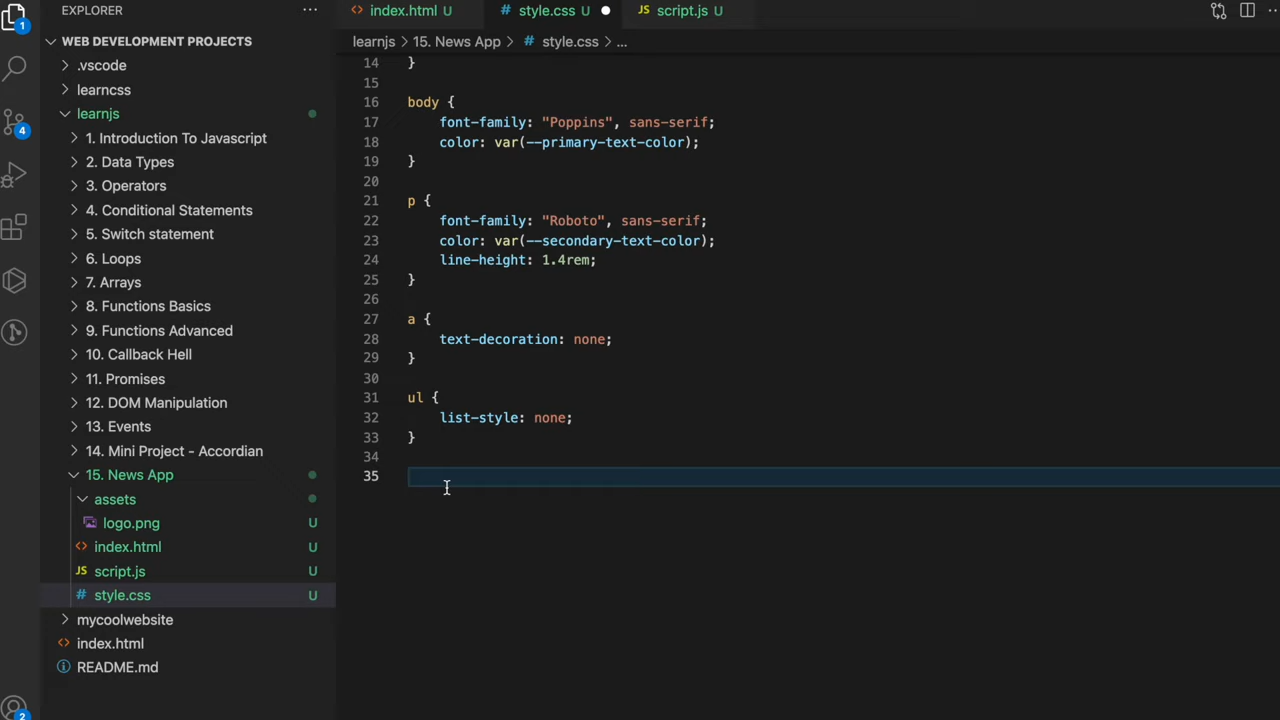 EXPLORER ...
WEB DEVELOPMENT PROJECTS
.vscode
learncss
learnjs
1. Introduction To Javascript
2. Data Types
3. Operators
4. Conditional Statements
5. Switch statement
6. Loops
7. Arrays
8. Functions Basics
9. Functions Advanced
10. Callback Hell
11. Promises
12. DOM Manipulation
13. Events
14. Mini Project - Accordian
15. News App
assets
logo.png U
<> index.html U
JS script.js U
# style.css U
mycoolwebsite
<> index.html
README.md
1
4
2
<> index.html U # style.css U ● JS script.js U
learnjs > 15. News App > # style.css > ...
14 }
15
16 body {
17 font-family: "Poppins", sans-serif;
18 color: var(--primary-text-color);
19 }
20
21 p {
22 font-family: "Roboto", sans-serif;
23 color: var(--secondary-text-color);
24 line-height: 1.4rem;
25 }
26
27 a {
28 text-decoration: none;
29 }
30
31 ul {
32 list-style: none;
33 }
34
35